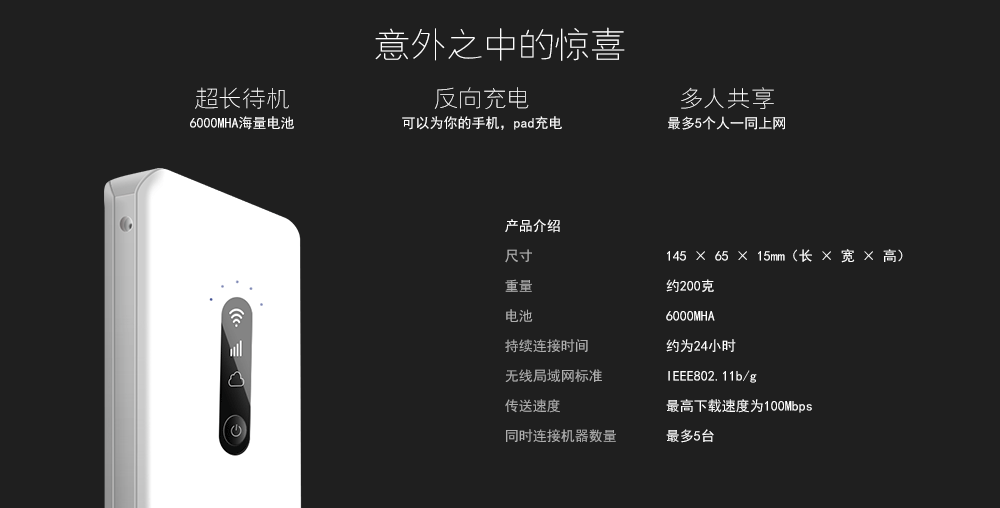 意外之中的惊喜
超长待机
6000MHA海量电池
反向充电
可以为你的手机，pad充电
多人共享
最多5个人一同上网
产品介绍
尺寸 145 × 65 × 15mm（长 × 宽 × 高）
重量 约200克
电池 6000MHA
持续连接时间 约为24小时
无线局域网标准 IEEE802.11b/g
传送速度 最高下载速度为100Mbps
同时连接机器数量 最多5台